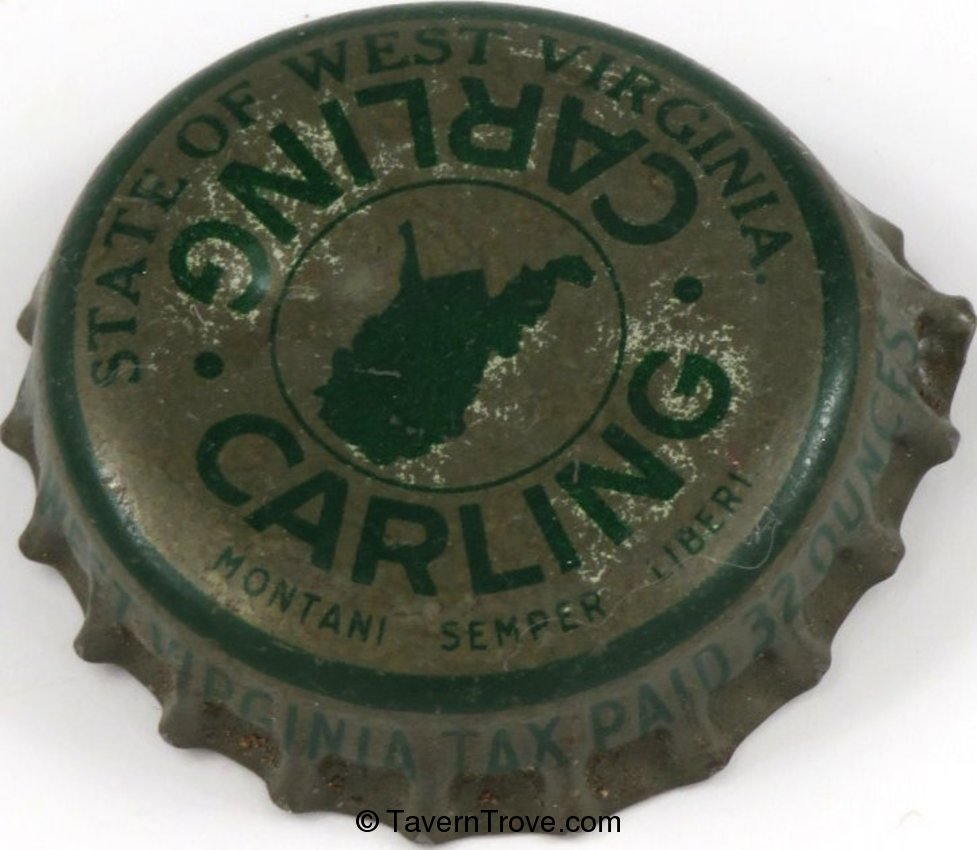 STATE OF WEST VIRGINIA.
CARLING • CARLING •
MONTANI SEMPER LIBERI
WEST VIRGINIA TAX PAID 32 OUNCES
© TavernTrove.com